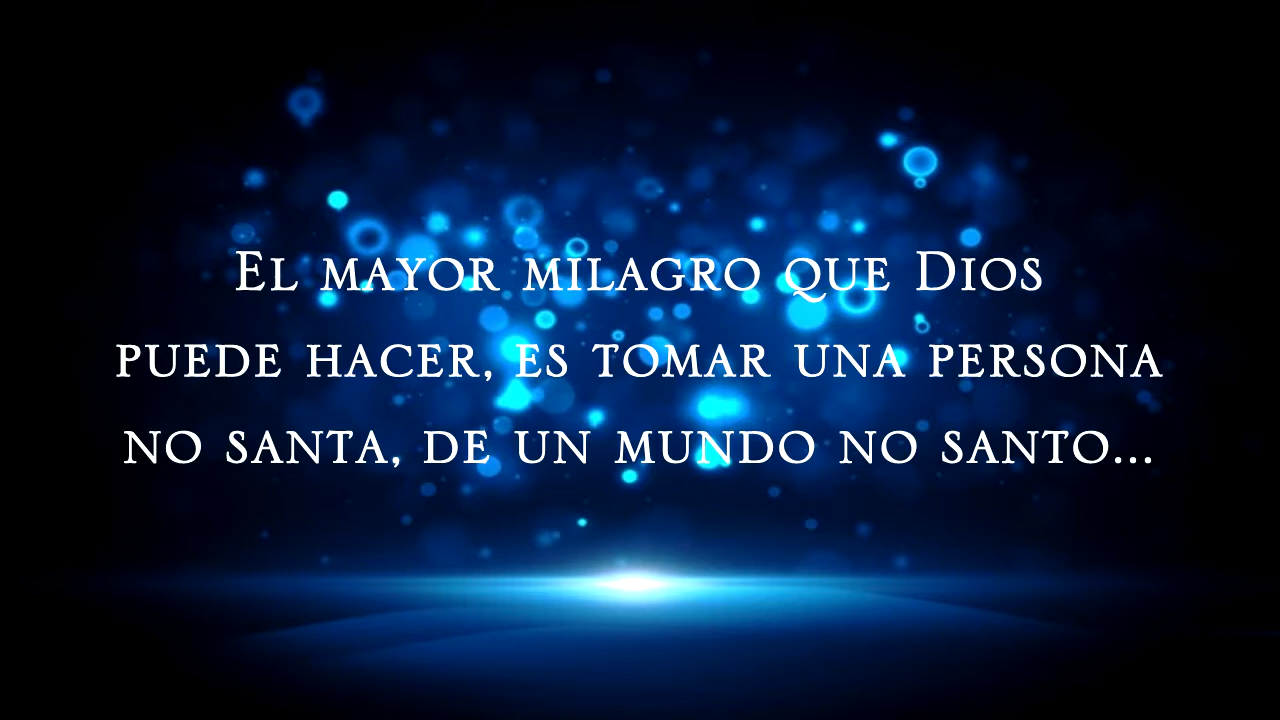 El mayor milagro que Dios
puede hacer, es tomar una persona
no santa, de un mundo no santo...